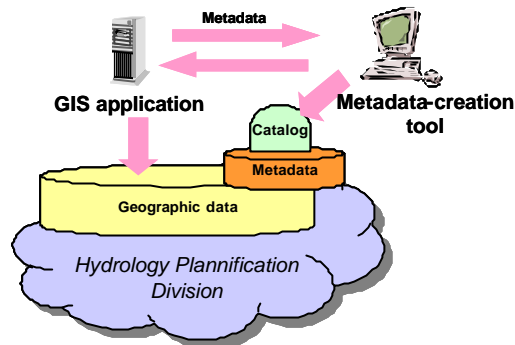 Metadata
GIS application
Metadata-creation
tool
Catalog
Metadata
Geographic data
Hydrology Plannification
Division